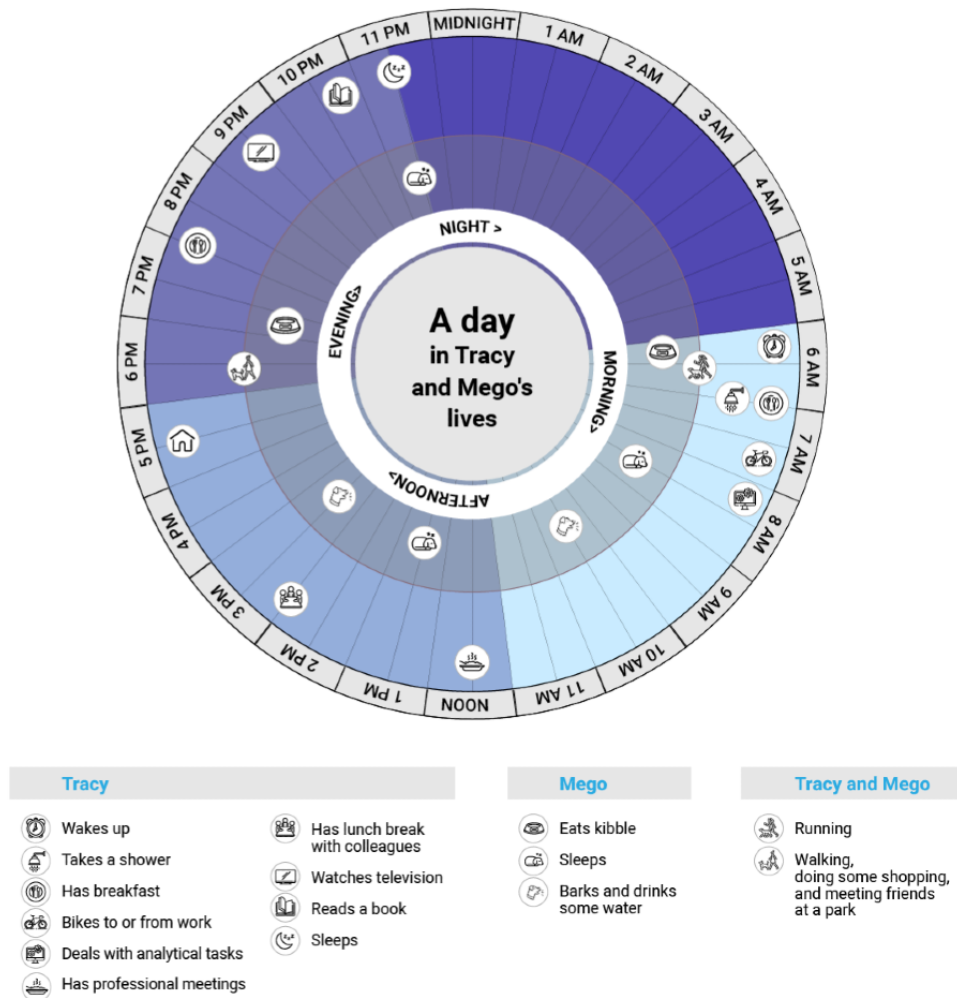 MIDNIGHT
1 AM
2 AM
3 AM
4 AM
5 AM
6 AM
7 AM
8 AM
9 AM
10 AM
11 AM
NOON
1 PM
2 PM
3 PM
4 PM
5 PM
6 PM
7 PM
8 PM
9 PM
10 PM
11 PM
NIGHT >
MORNING>
AFTERNOON>
EVENING>
A day
in Tracy
and Mego's
lives
Tracy
Wakes up
Takes a shower
Has breakfast
Bikes to or from work
Deals with analytical tasks
Has professional meetings
Has lunch break
with colleagues
Watches television
Reads a book
Sleeps
Mego
Eats kibble
Sleeps
Barks and drinks
some water
Tracy and Mego
Running
Walking,
doing some shopping,
and meeting friends
at a park